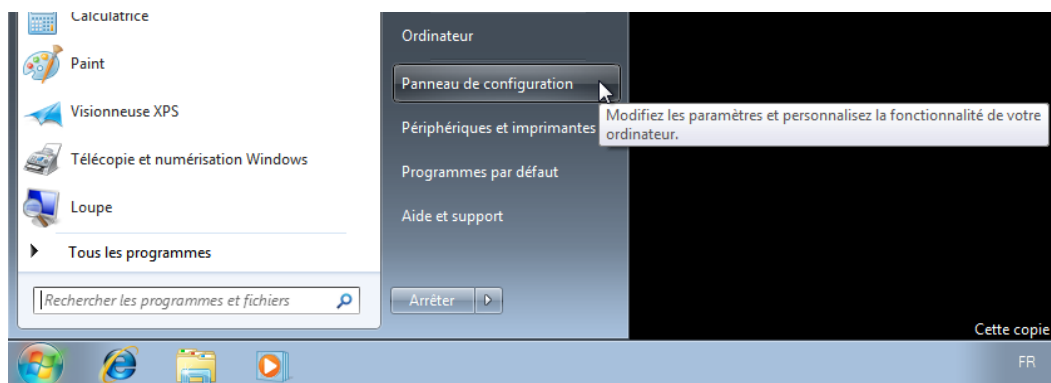 Calculatrice
Paint
Visionneuse XPS
Télécopie et numérisation Windows
Loupe
Tous les programmes
Rechercher les programmes et fichiers
Ordinateur
Panneau de configuration
Périphériques et imprimantes
Programmes par défaut
Aide et support
Arrêter
Modifiez les paramètres et personnalisez la fonctionnalité de votre
ordinateur.
Cette copie
FR